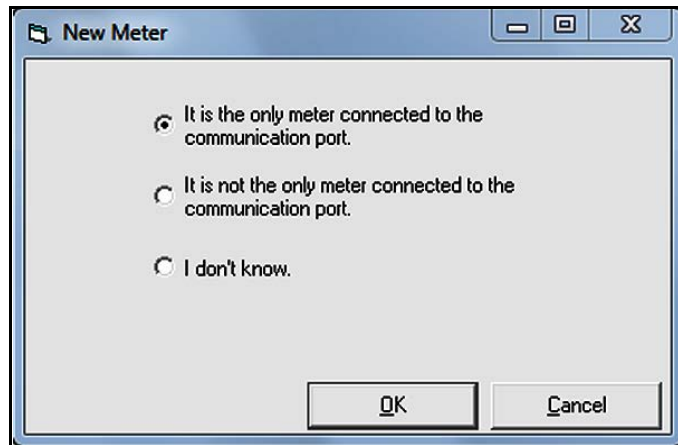 New Meter
It is the only meter connected to the
communication port.
It is not the only meter connected to the
communication port.
I don't know.
OK
Cancel